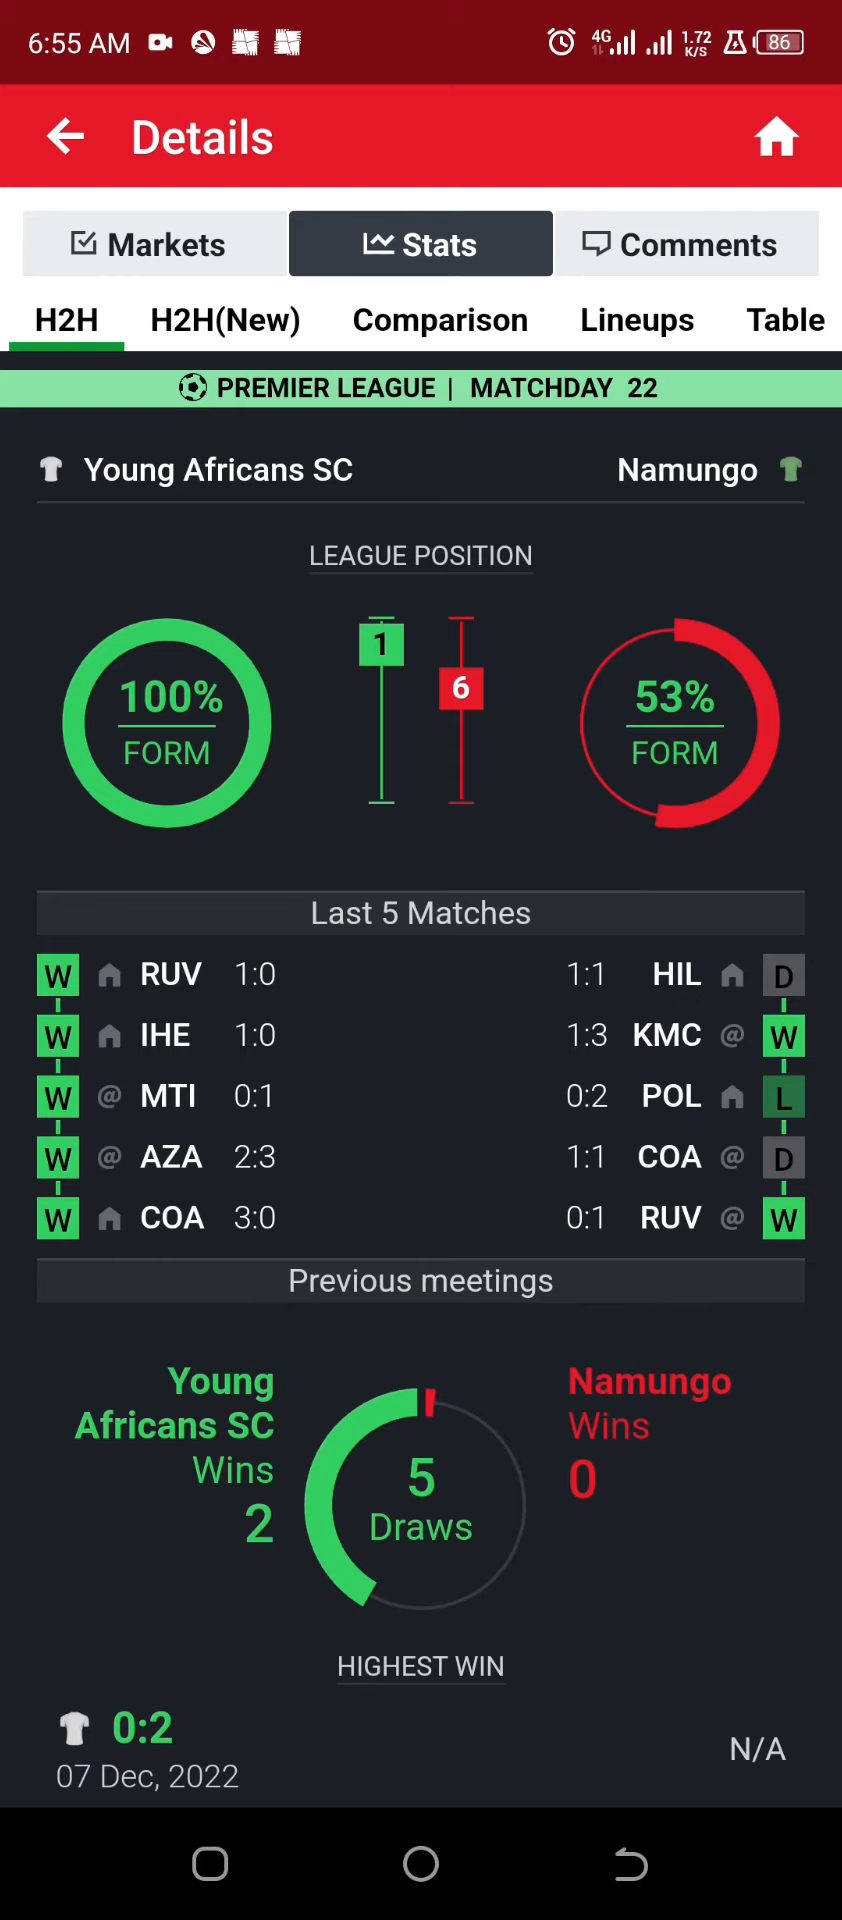 6:55 AM 4G 1.72 K/S 86
Details
Markets Stats Comments
H2H H2H(New) Comparison Lineups Table
PREMIER LEAGUE | MATCHDAY 22
Young Africans SC Namungo
LEAGUE POSITION
100% FORM 1 6 53% FORM
Last 5 Matches
W RUV 1:0 1:1 HIL D
W IHE 1:0 1:3 KMC @ W
W @ MTI 0:1 0:2 POL L
W @ AZA 2:3 1:1 COA @ D
W COA 3:0 0:1 RUV @ W
Previous meetings
Young Africans SC Wins 2
5 Draws
Namungo Wins 0
HIGHEST WIN
0:2 N/A
07 Dec, 2022